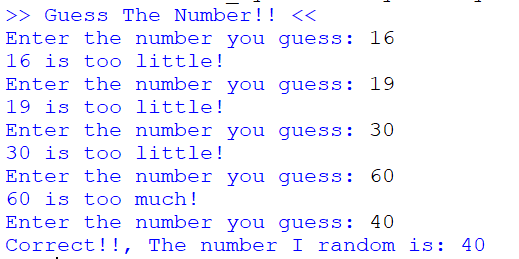 >> Guess The Number!! <<
Enter the number you guess: 16
16 is too little!
Enter the number you guess: 19
19 is too little!
Enter the number you guess: 30
30 is too little!
Enter the number you guess: 60
60 is too much!
Enter the number you guess: 40
Correct!!, The number I random is: 40